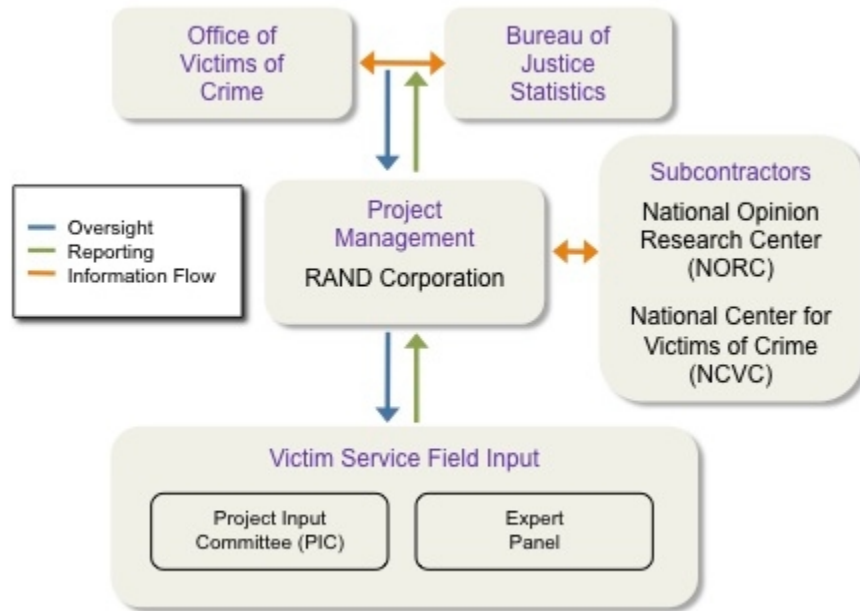 Office of
Victims of
Crime
Bureau of
Justice
Statistics
Subcontractors
National Opinion
Research Center
(NORC)
National Center for
Victims of Crime
(NCVC)
Project
Management
RAND Corporation
Oversight
Reporting
Information Flow
Victim Service Field Input
Project Input
Committee (PIC)
Expert
Panel